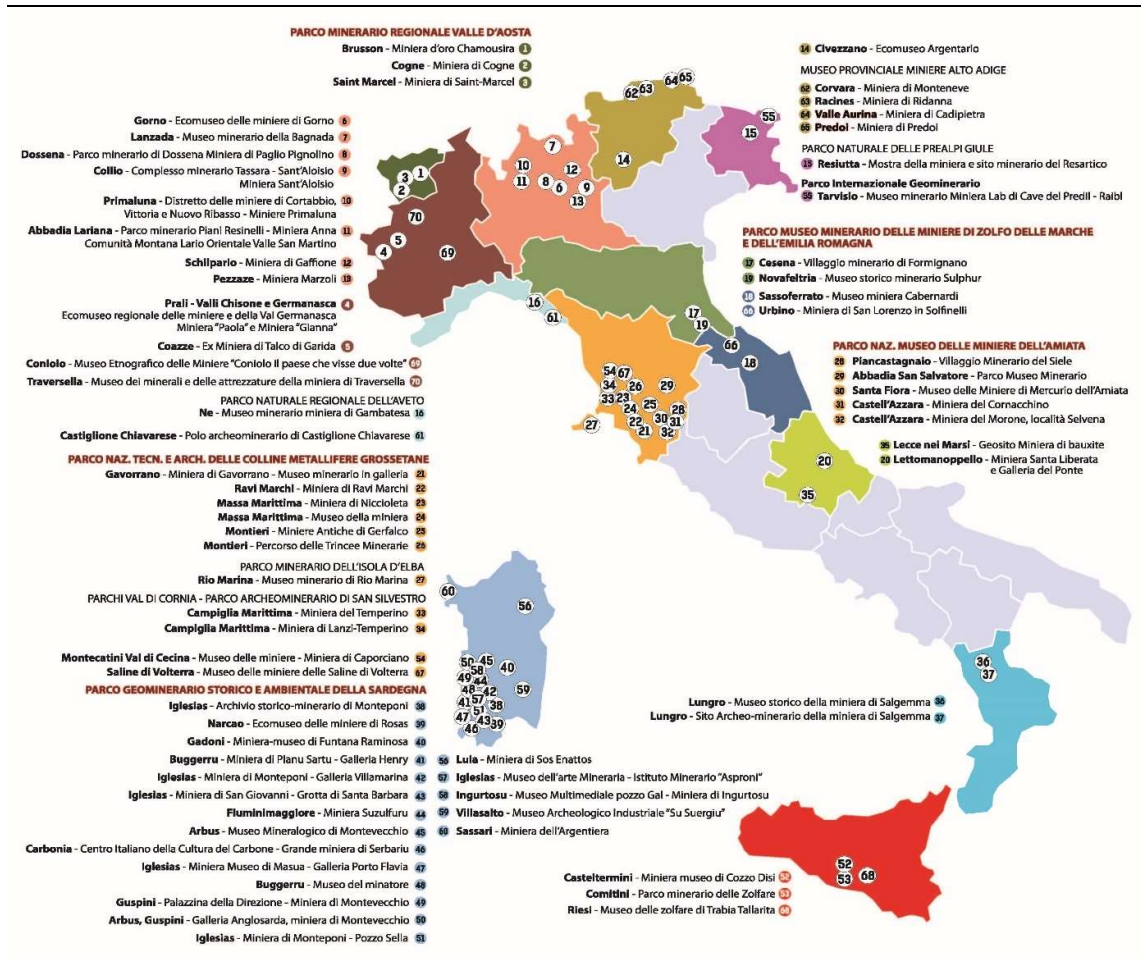 PARCO MINERARIO REGIONALE VALLE D'AOSTA
Brusson - Miniera d'oro Chamousira 1
Cogne - Miniera di Cogne 2
Saint Marcel - Miniera di Saint-Marcel 3
Gorno - Ecomuseo delle miniere di Gorno 6
Lanzada - Museo minerario della Bagnada 7
Dossena - Parco minerario di Dossena Miniera di Paglio Pignolino 8
Collio - Complesso minerario Tassara - Sant'Aloisio 9
Miniera Sant'Aloisio
Primaluna - Distretto delle miniere di Cortabbio, 10
Vittoria e Nuovo Ribasso - Miniere Primaluna
Abbadia Lariana - Parco minerario Piani Resinelli - Miniera Anna 11
Comunità Montana Lario Orientale Valle San Martino
Schilpario - Miniera di Gaffione 12
Pezzaze - Miniera Marzoli 13
Prali - Valli Chisone e Germanasca 4
Ecomuseo regionale delle miniere e della Val Germanasca
Miniera "Paola" e Miniera "Gianna"
Coazze - Ex Miniera di Talco di Garida 5
Coniolo - Museo Etnografico delle Miniere "Coniolo Il paese che visse due volte" 69
Traversella - Museo dei minerali e delle attrezzature della miniera di Traversella 70
PARCO NATURALE REGIONALE DELL'AVETO
Ne - Museo minerario miniera di Gambatesa 16
Castiglione Chiavarese - Polo archeominerario di Castiglione Chiavarese 61
PARCO NAZ. TECN. E ARCH. DELLE COLLINE METALLIFERE GROSSETANE
Gavorrano - Miniera di Gavorrano - Museo minerario in galleria 21
Ravi Marchi - Miniera di Ravi Marchi 22
Massa Marittima - Miniera di Niccioleta 23
Massa Marittima - Museo della miniera 24
Montieri - Miniere Antiche di Gerfalco 25
Montieri - Percorso delle Trincee Minerarie 26
PARCO MINERARIO DELL'ISOLA D'ELBA
Rio Marina - Museo minerario di Rio Marina 27
PARCHI VAL DI CORNIA - PARCO ARCHEOMINERARIO DI SAN SILVESTRO
Campiglia Marittima - Miniera del Temperino 33
Campiglia Marittima - Miniera di Lanzi-Temperino 34
Montecatini Val di Cecina - Museo delle miniere - Miniera di Caporciano 54
Saline di Volterra - Museo delle miniere delle Saline di Volterra 67
PARCO GEOMINERARIO STORICO E AMBIENTALE DELLA SARDEGNA
Iglesias - Archivio storico-minerario di Monteponi 38
Narcao - Ecomuseo delle miniere di Rosas 39
Gadoni - Miniera-museo di Funtana Raminosa 40
Buggerru - Miniera di Planu Sartu - Galleria Henry 41
Iglesias - Miniera di Monteponi - Galleria Villamarina 42
Iglesias - Miniera di San Giovanni - Grotta di Santa Barbara 43
Fluminimaggiore - Miniera Suzulfuru 44
Arbus - Museo Mineralogico di Montevecchio 45
Carbonia - Centro Italiano della Cultura del Carbone - Grande miniera di Serbariu 46
Iglesias - Miniera Museo di Masua - Galleria Porto Flavia 47
Buggerru - Museo del minatore 48
Guspini - Palazzina della Direzione - Miniera di Montevecchio 49
Arbus, Guspini - Galleria Anglosarda, miniera di Montevecchio 50
Iglesias - Miniera di Monteponi - Pozzo Sella 51
56 Lula - Miniera di Sos Enattos
57 Iglesias - Museo dell'arte Mineraria - Istituto Minerario "Asproni"
58 Ingurtosu - Museo Multimediale pozzo Gal - Miniera di Ingurtosu
59 Villasalto - Museo Archeologico Industriale "Su Suergiu"
60 Sassari - Miniera dell'Argentiera
14 Civezzano - Ecomuseo Argentario
MUSEO PROVINCIALE MINIERE ALTO ADIGE
62 Corvara - Miniera di Monteneve
63 Racines - Miniera di Ridanna
64 Valle Aurina - Miniera di Cadipietra
65 Predoi - Miniera di Predoi
PARCO NATURALE DELLE PREALPI GIULE
15 Resiutta - Mostra della miniera e sito minerario del Resartico
Parco Internazionale Geominerario
55 Tarvisio - Museo minerario Miniera Lab di Cave del Predil - Raibl
PARCO MUSEO MINERARIO DELLE MINIERE DI ZOLFO DELLE MARCHE
E DELL'EMILIA ROMAGNA
17 Cesena - Villaggio minerario di Formignano
19 Novafeltria - Museo storico minerario Sulphur
18 Sassoferrato - Museo miniera Cabernardi
66 Urbino - Miniera di San Lorenzo in Solfinelli
PARCO NAZ. MUSEO DELLE MINIERE DELL'AMIATA
28 Piancastagnaio - Villaggio Minerario del Siele
29 Abbadia San Salvatore - Parco Museo Minerario
30 Santa Fiora - Museo delle Miniere di Mercurio dell'Amiata
31 Castell'Azzara - Miniera del Cornacchino
32 Castell'Azzara - Miniera del Morone, località Selvena
35 Lecce nei Marsi - Geosito Miniera di bauxite
20 Lettomanoppello - Miniera Santa Liberata
e Galleria del Ponte
Lungro - Museo storico della miniera di Salgemma 36
Lungro - Sito Archeo-minerario della miniera di Salgemma 37
Casteltermini - Miniera museo di Cozzo Disi 52
Comitini - Parco minerario delle Zolfare 53
Riesi - Museo delle zolfare di Trabia Tallarita 68